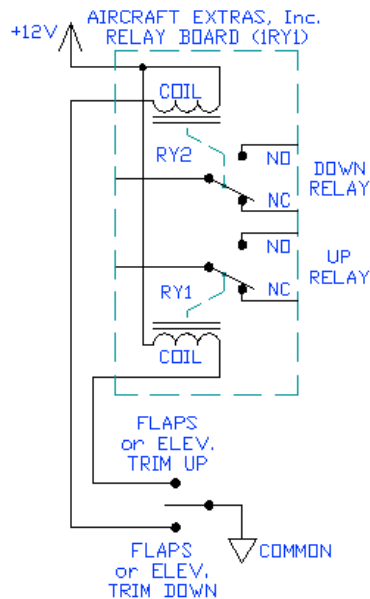 AIRCRAFT EXTRAS, Inc.
+12V
RELAY BOARD (1RY1)
COIL
RY2
NO
DOWN
RELAY
NC
NO
UP
RELAY
NC
RY1
COIL
FLAPS
or ELEV.
TRIM UP
COMMON
FLAPS
or ELEV.
TRIM DOWN